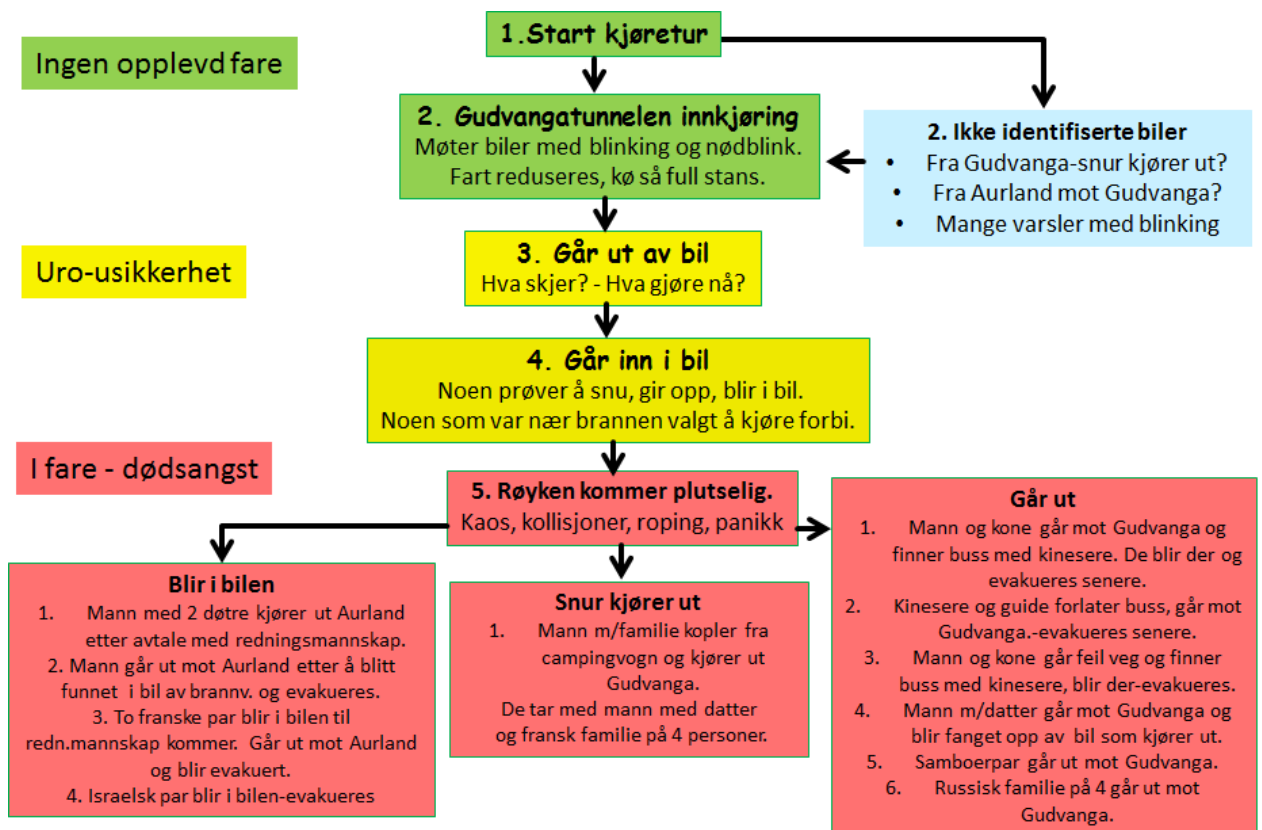 1.Start kjøretur
Ingen opplevd fare
2. Gudvangatunnelen innkjøring
Møter biler med blinking og nødblink.
Fart reduseres, kø så full stans.
2. Ikke identifiserte biler
• Fra Gudvanga-snur kjører ut?
• Fra Aurland mot Gudvanga?
• Mange varsler med blinking
Uro-usikkerhet
3. Går ut av bil
Hva skjer? - Hva gjøre nå?
4. Går inn i bil
Noen prøver å snu, gir opp, blir i bil.
Noen som var nær brannen valgt å kjøre forbi.
I fare - dødsangst
5. Røyken kommer plutselig.
Kaos, kollisjoner, roping, panikk
Blir i bilen
1. Mann med 2 døtre kjører ut Aurland
etter avtale med redningsmannskap.
2. Mann går ut mot Aurland etter å blitt
funnet i bil av brannv. og evakueres.
3. To franske par blir i bilen til
redn.mannskap kommer. Går ut mot Aurland
og blir evakuert.
4. Israelsk par blir i bilen-evakueres
Snur kjører ut
1. Mann m/familie kopler fra
campingvogn og kjører ut
Gudvanga.
De tar med mann med datter
og fransk familie på 4 personer.
Går ut
1. Mann og kone går mot Gudvanga og
finner buss med kinesere. De blir der og
evakueres senere.
2. Kinesere og guide forlater buss, går mot
Gudvanga.-evakueres senere.
3. Mann og kone går feil veg og finner
buss med kinesere, blir der-evakueres.
4. Mann m/datter går mot Gudvanga og
blir fanget opp av bil som kjører ut.
5. Samboerpar går ut mot Gudvanga.
6. Russisk familie på 4 går ut mot
Gudvanga.